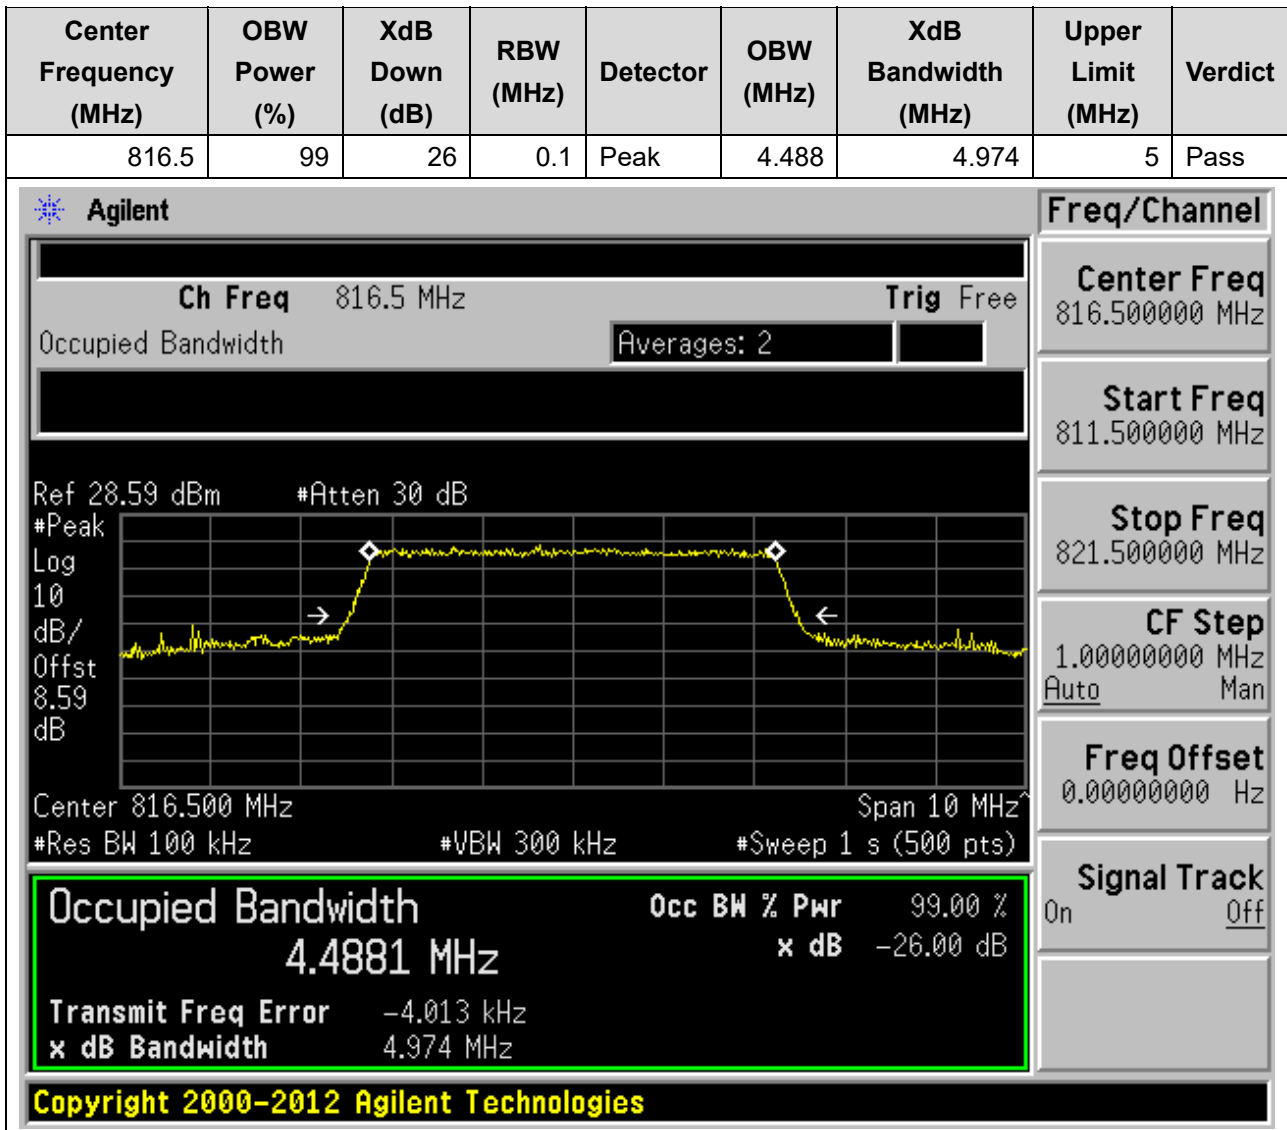 Center Frequency (MHz) OBW Power (%) XdB Down (dB) RBW (MHz) Detector OBW (MHz) XdB Bandwidth (MHz) Upper Limit (MHz) Verdict
816.5 99 26 0.1 Peak 4.488 4.974 5 Pass
Agilent
Freq/Channel
Ch Freq 816.5 MHz Trig Free
Occupied Bandwidth Averages: 2
Center Freq
816.500000 MHz
Start Freq
811.500000 MHz
Stop Freq
821.500000 MHz
CF Step
1.00000000 MHz
Auto Man
Freq Offset
0.00000000 Hz
Signal Track
On Off
Ref 28.59 dBm #Atten 30 dB
#Peak
Log
10
dB/
Offst
8.59
dB
Center 816.500 MHz Span 10 MHz^
#Res BW 100 kHz #VBW 300 kHz #Sweep 1 s (500 pts)
Occupied Bandwidth Occ BW % Pwr 99.00 %
4.4881 MHz x dB -26.00 dB
Transmit Freq Error -4.013 kHz
x dB Bandwidth 4.974 MHz
Copyright 2000-2012 Agilent Technologies